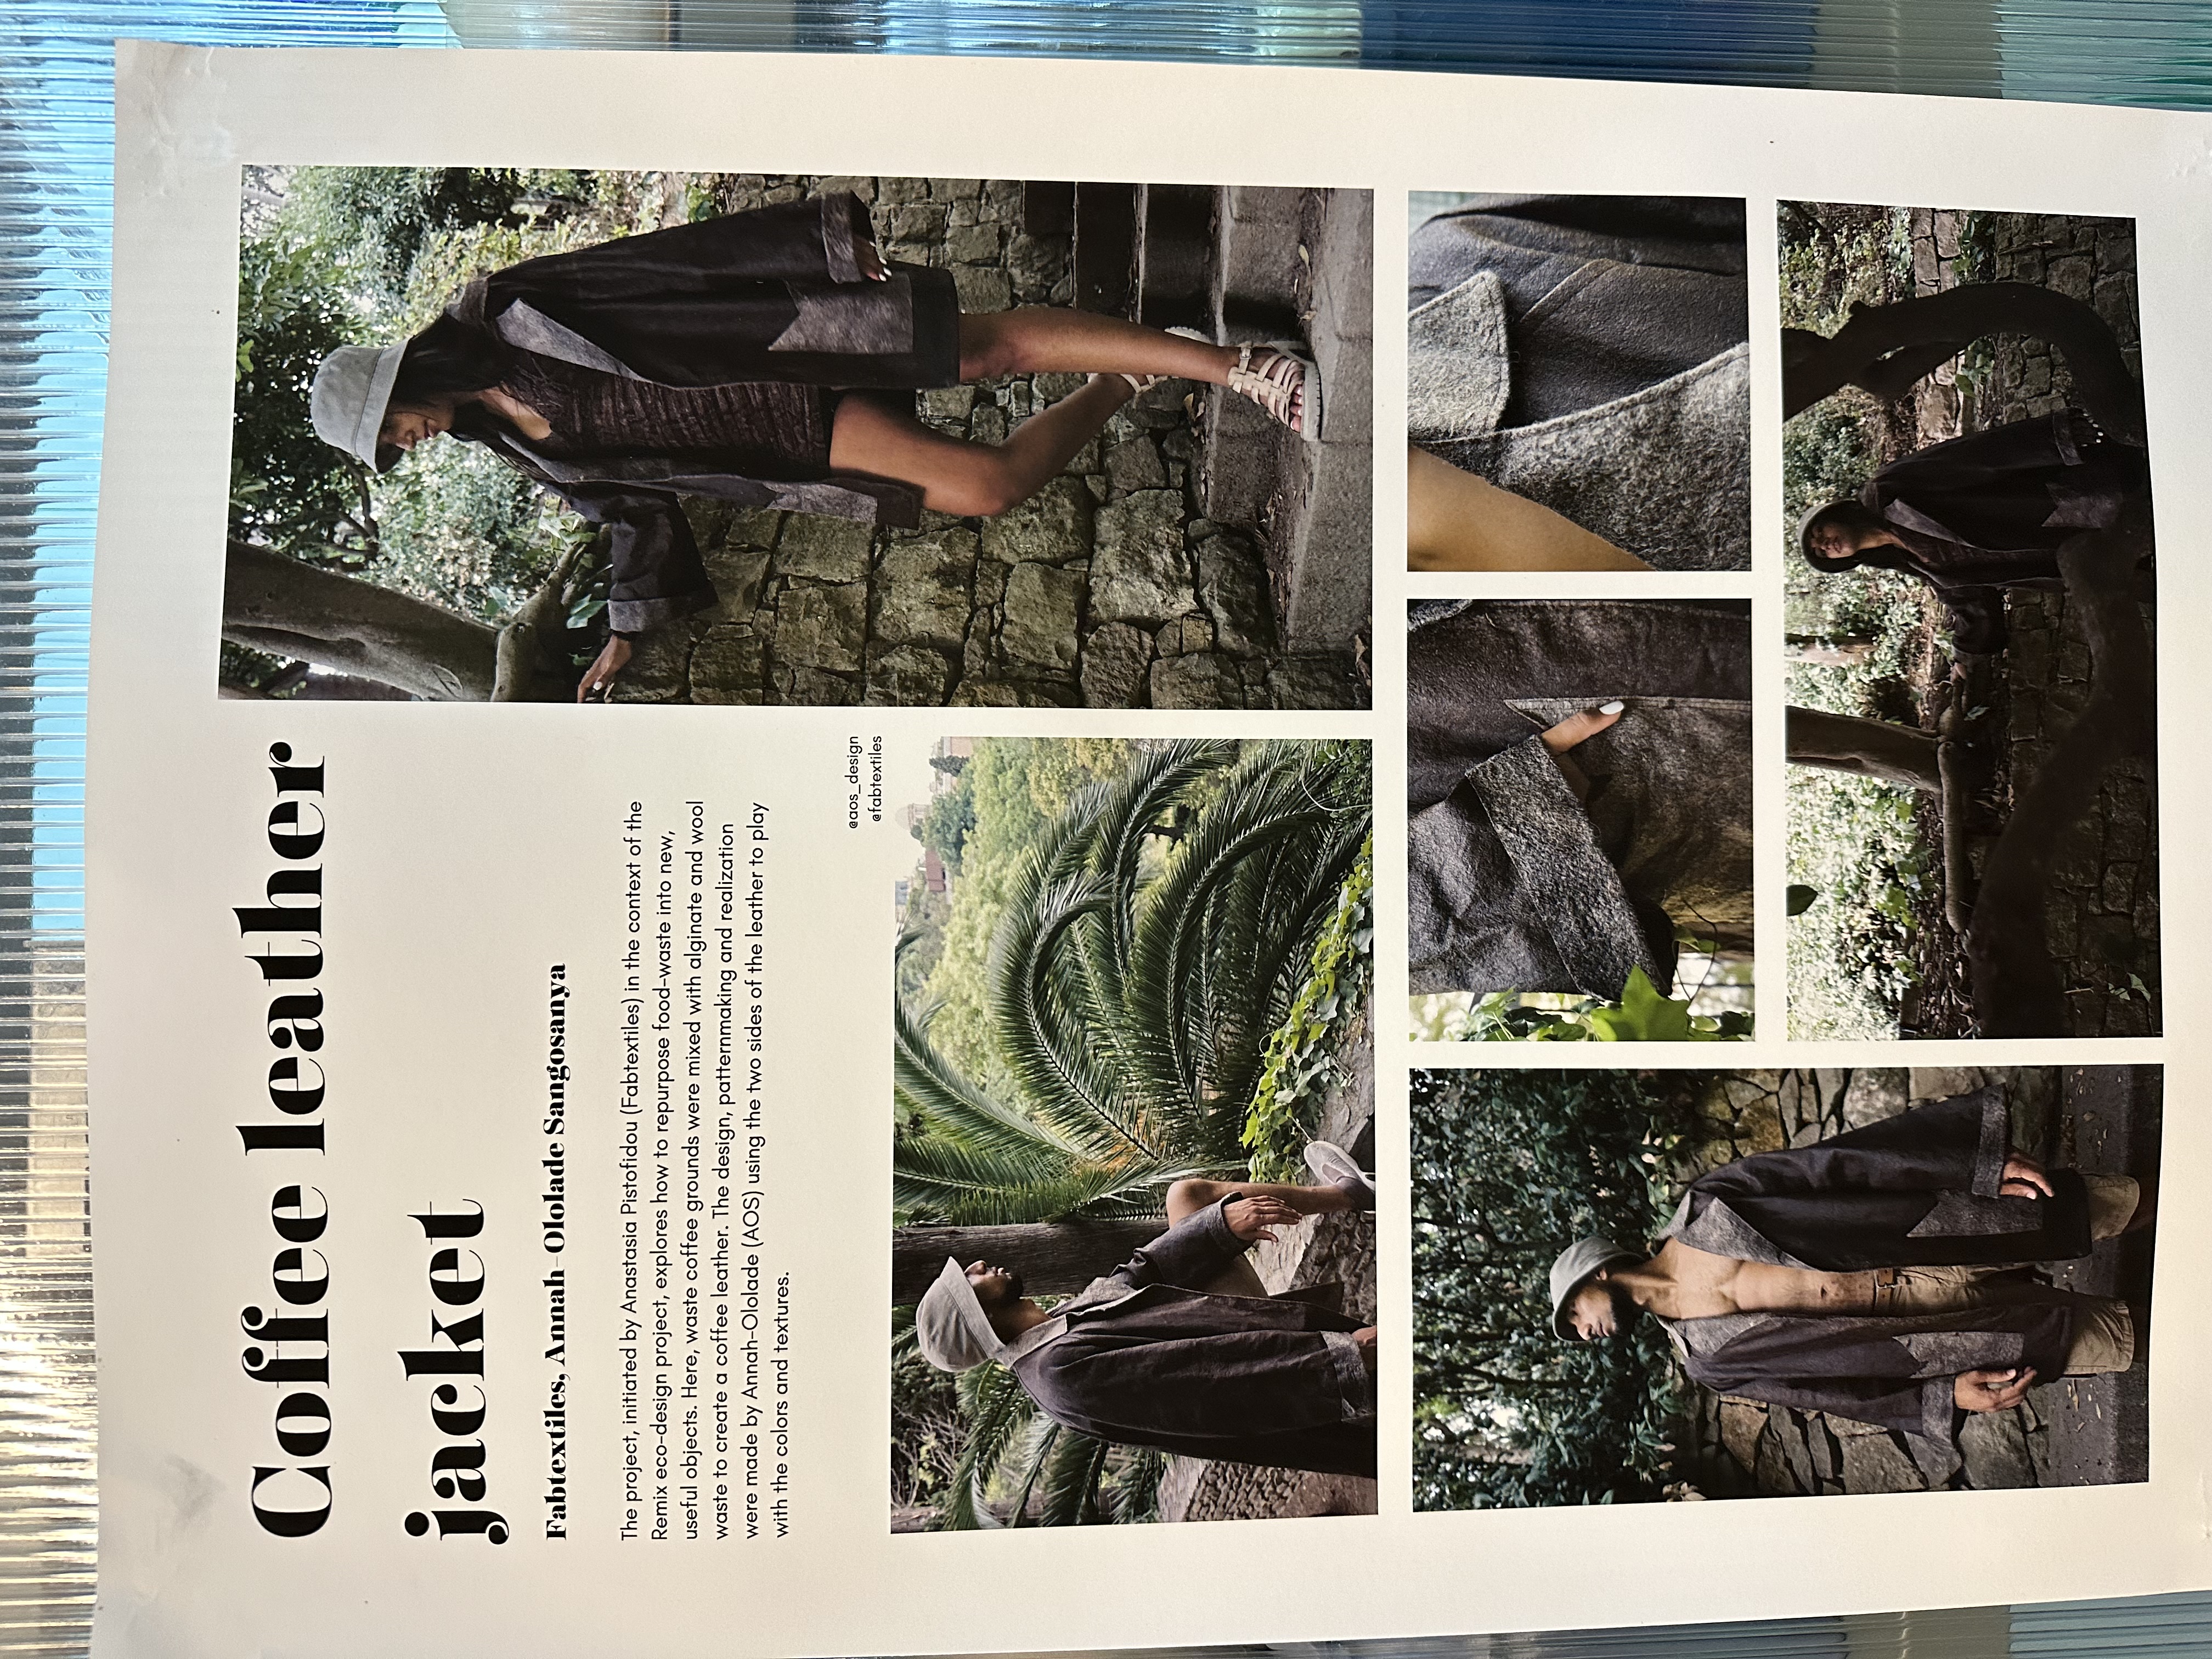 Coffee leather
jacket
Fabtextiles, Annah-Ololade Sangosanya
The project, initiated by Anastasia Pistofidou (Fabtextiles) in the context of the
Remix eco-design project, explores how to repurpose food-waste into new,
useful objects. Here, waste coffee grounds were mixed with alginate and wool
waste to create a coffee leather. The design, patternmaking and realization
were made by Annah-Ololade (AOS) using the two sides of the leather to play
with the colors and textures.
@aos_design
@fabtextiles